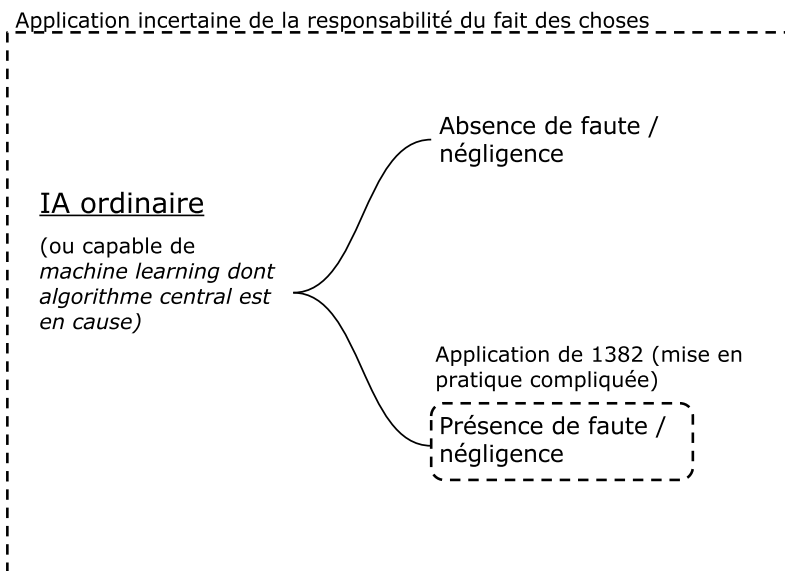 Application incertaine de la responsabilité du fait des choses
Absence de faute /
négligence
IA ordinaire
(ou capable de
machine learning dont
algorithme central est
en cause)
Application de 1382 (mise en
pratique compliquée)
Présence de faute /
négligence